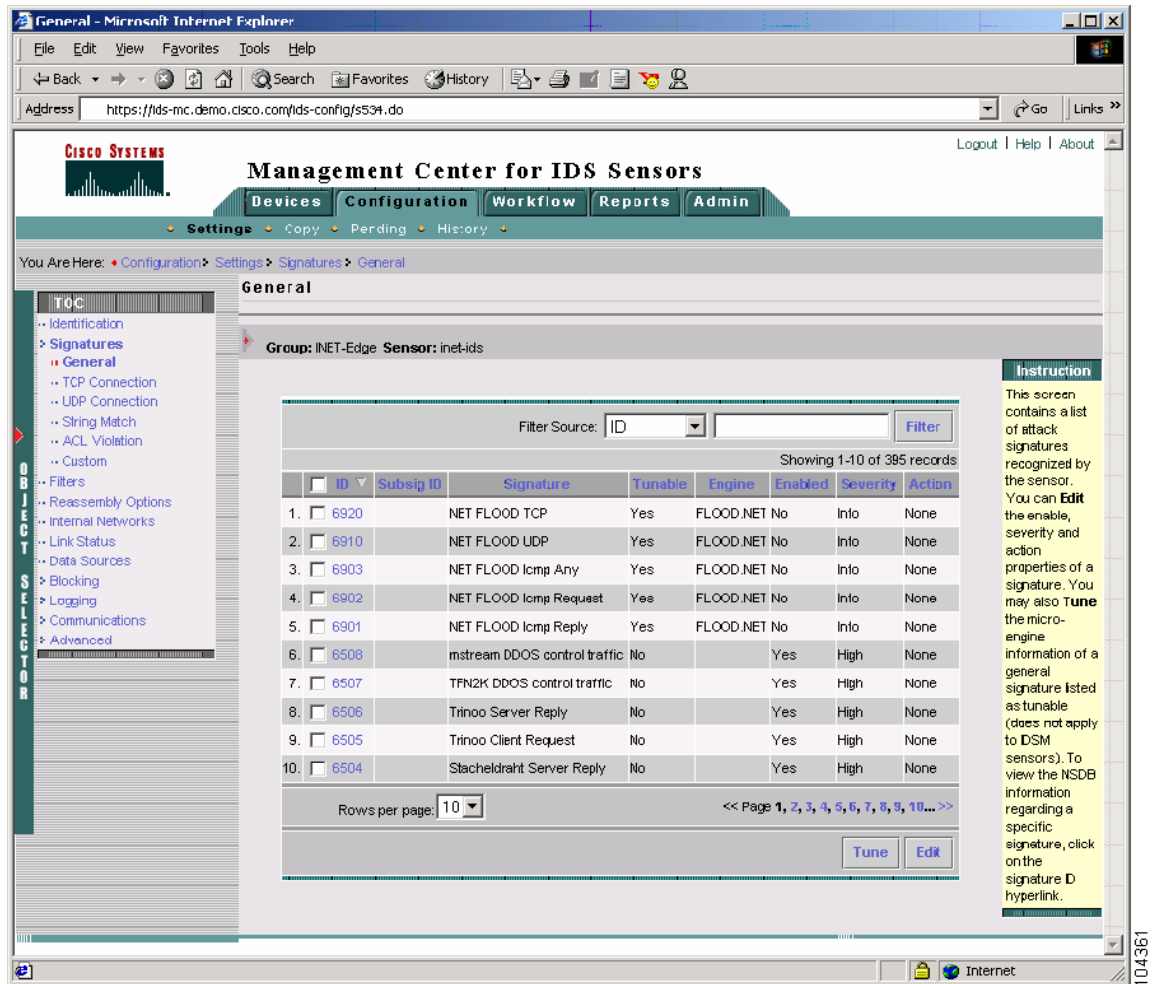 General - Microsoft Internet Explorer
File Edit View Favorites Tools Help
Back Search Favorites History
Address https://ids-mc.demo.cisco.com/ids-config/s534.do Go Links »
CISCO SYSTEMS
Logout | Help | About
Management Center for IDS Sensors
Devices Configuration Workflow Reports Admin
Settings Copy Pending History
You Are Here: Configuration Settings Signatures General
General
TOC
Identification
Signatures
General
TCP Connection
UDP Connection
String Match
ACL Violation
Custom
Filters
Reassembly Options
Internal Networks
Link Status
Data Sources
Blocking
Logging
Communications
Advanced
OBJECT SELECTOR
Group: INET-Edge Sensor: inet-ids
Filter Source: ID Filter
Showing 1-10 of 395 records
ID Subsig ID Signature Tunable Engine Enabled Severity Action
1. 6920 NET FLOOD TCP Yes FLOOD.NET No Info None
2. 6910 NET FLOOD UDP Yes FLOOD.NET No Info None
3. 6903 NET FLOOD Icmp Any Yes FLOOD.NET No Info None
4. 6902 NET FLOOD Icmp Request Yes FLOOD.NET No Info None
5. 6901 NET FLOOD Icmp Reply Yes FLOOD.NET No Info None
6. 6508 mstream DDOS control traffic No Yes High None
7. 6507 TFN2K DDOS control traffic No Yes High None
8. 6506 Trinoo Server Reply No Yes High None
9. 6505 Trinoo Client Request No Yes High None
10. 6504 Stacheldraht Server Reply No Yes High None
Rows per page: 10 << Page 1, 2, 3, 4, 5, 6, 7, 8, 9, 10... >>
Tune Edit
Instruction
This screen
contains a list
of attack
signatures
recognized by
the sensor.
You can Edit
the enable,
severity and
action
properties of a
signature. You
may also Tune
the micro-
engine
information of a
general
signature listed
as tunable
(does not apply
to IDSM
sensors). To
view the NSDB
information
regarding a
specific
signature, click
on the
signature ID
hyperlink.
Internet
104361